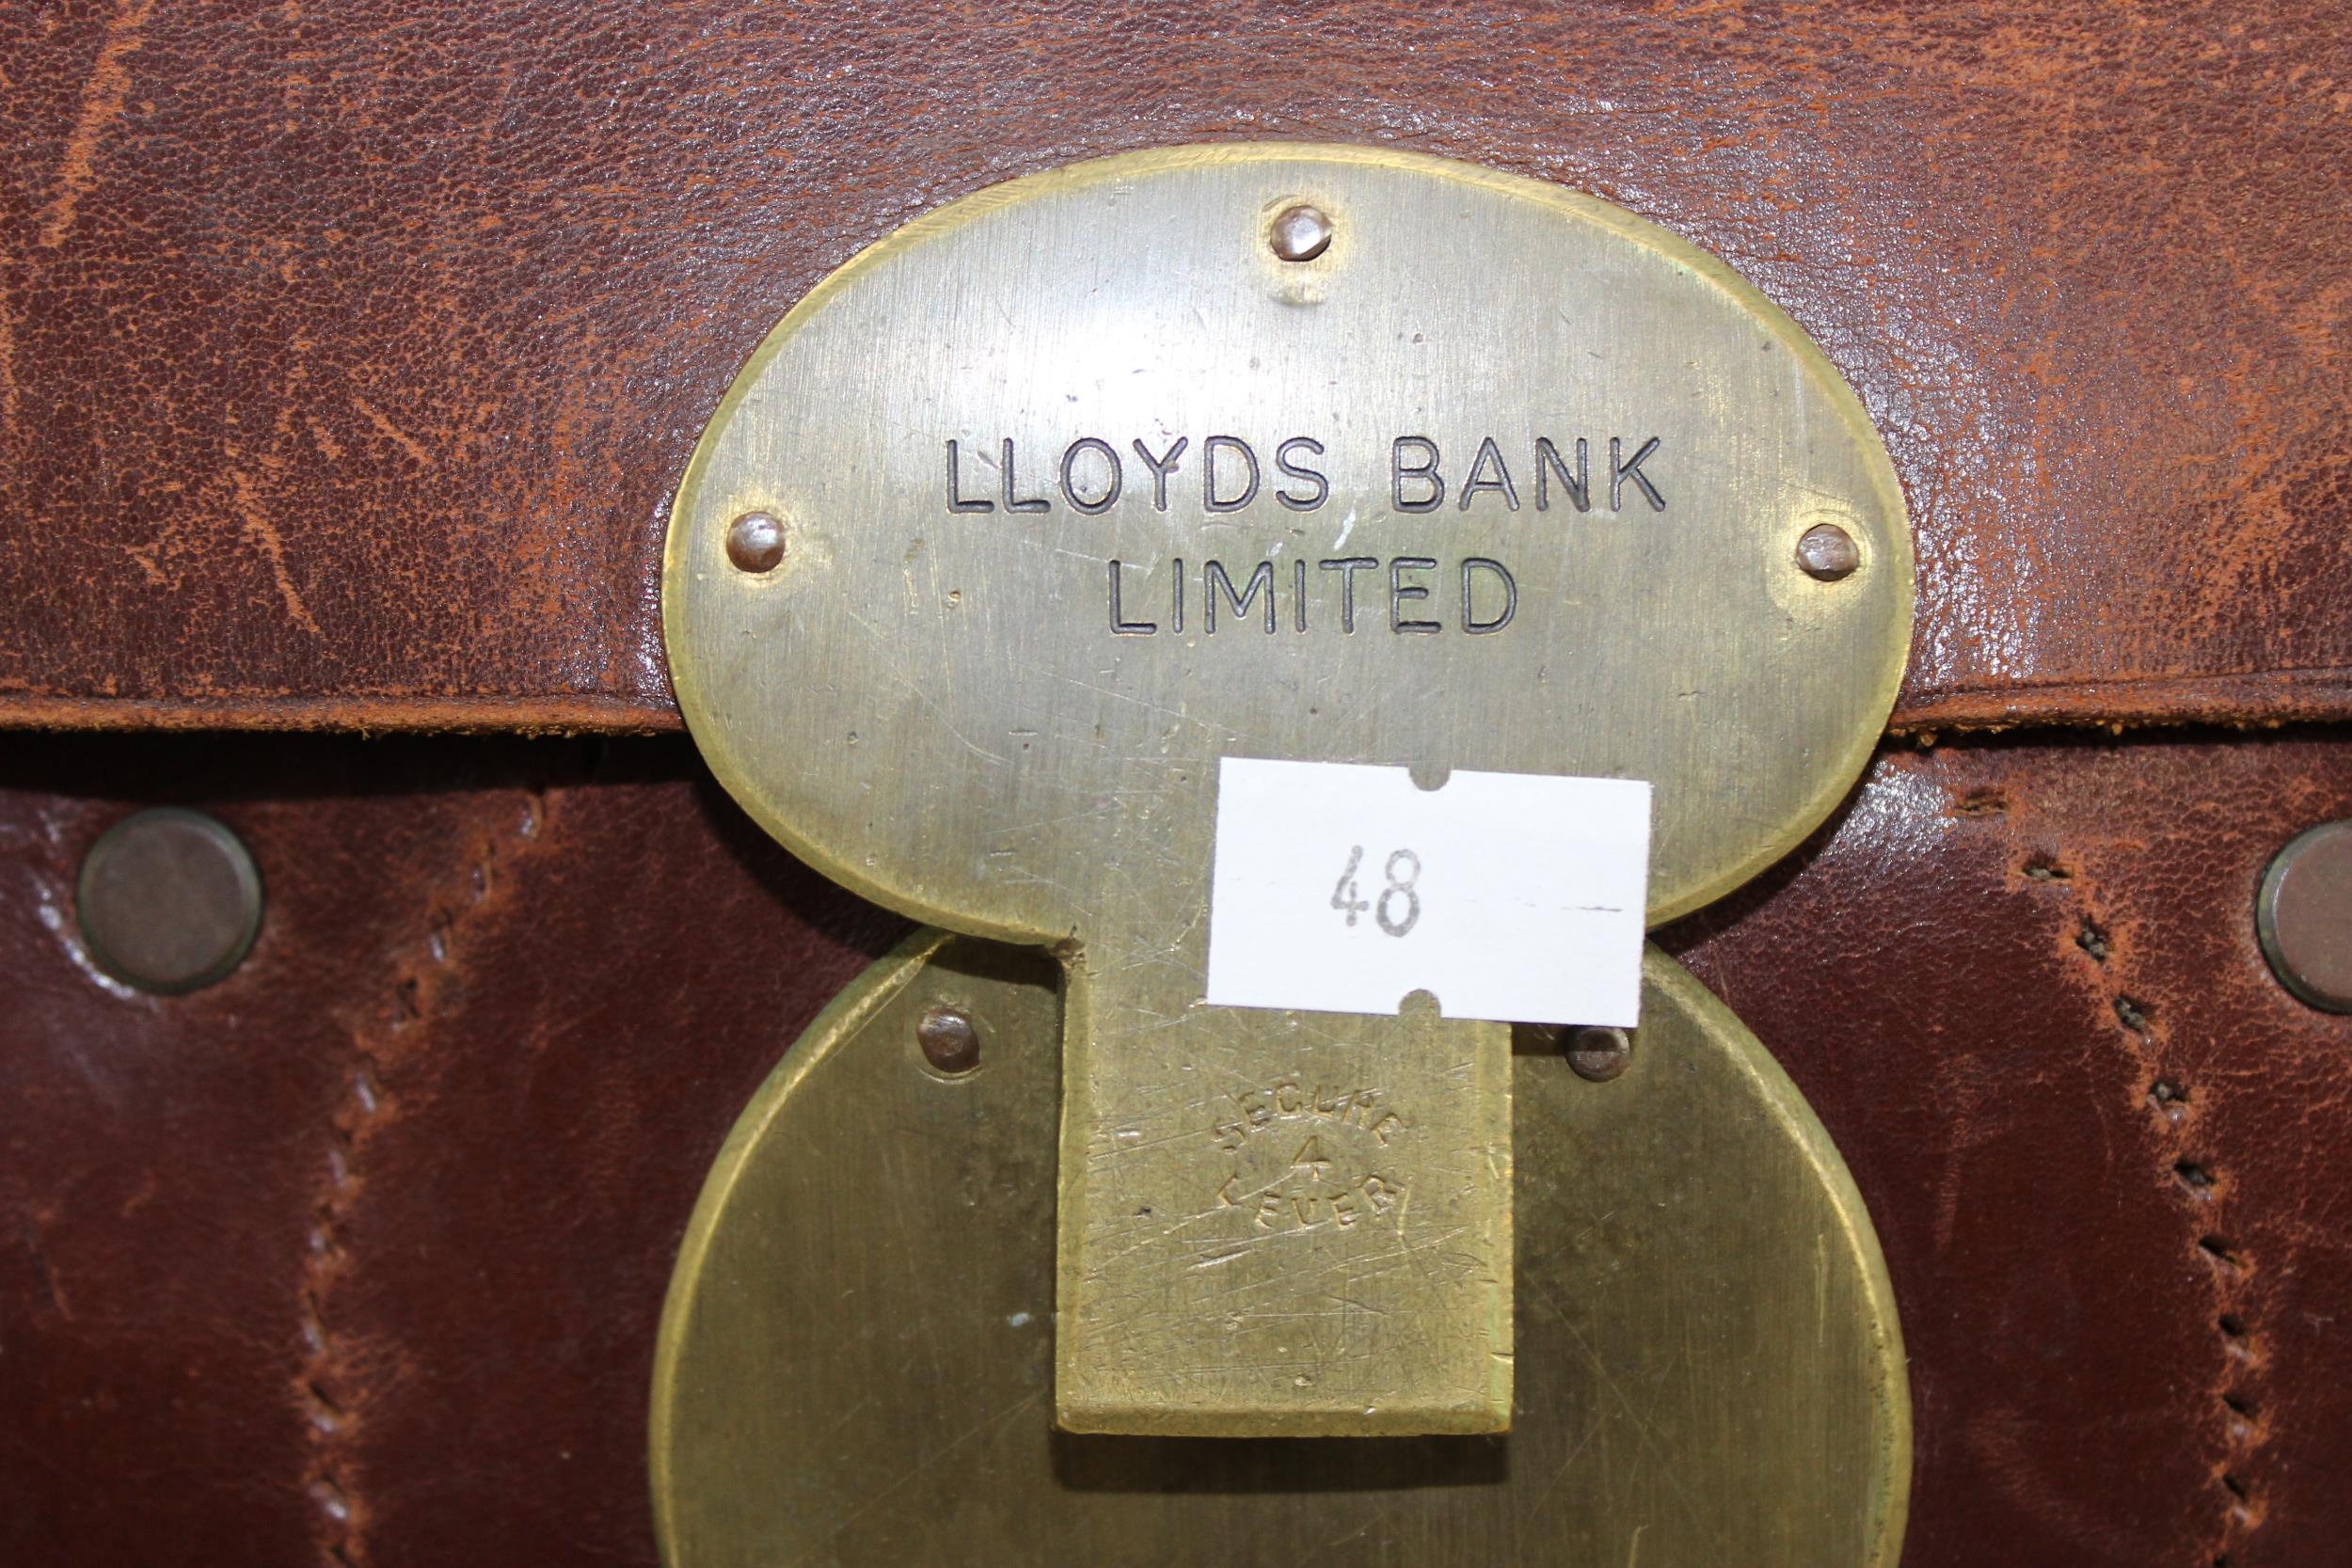 LLOYDS BANK
LIMITED
48
SECURE
4
LEVER